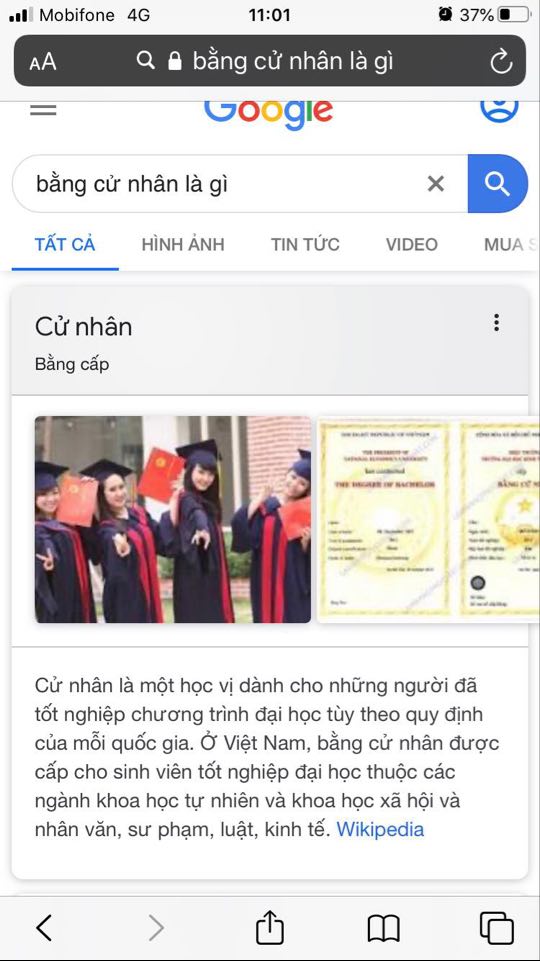 Mobifone 4G 11:01 37%
AA bằng cử nhân là gì
Google
bằng cử nhân là gì
TẤT CẢ HÌNH ẢNH TIN TỨC VIDEO MUA S
Cử nhân
Bằng cấp
THE DEGREE OF BACHELOR
BẰNG CỬ N
Cử nhân là một học vị dành cho những người đã
tốt nghiệp chương trình đại học tùy theo quy định
của mỗi quốc gia. Ở Việt Nam, bằng cử nhân được
cấp cho sinh viên tốt nghiệp đại học thuộc các
ngành khoa học tự nhiên và khoa học xã hội và
nhân văn, sư phạm, luật, kinh tế. Wikipedia